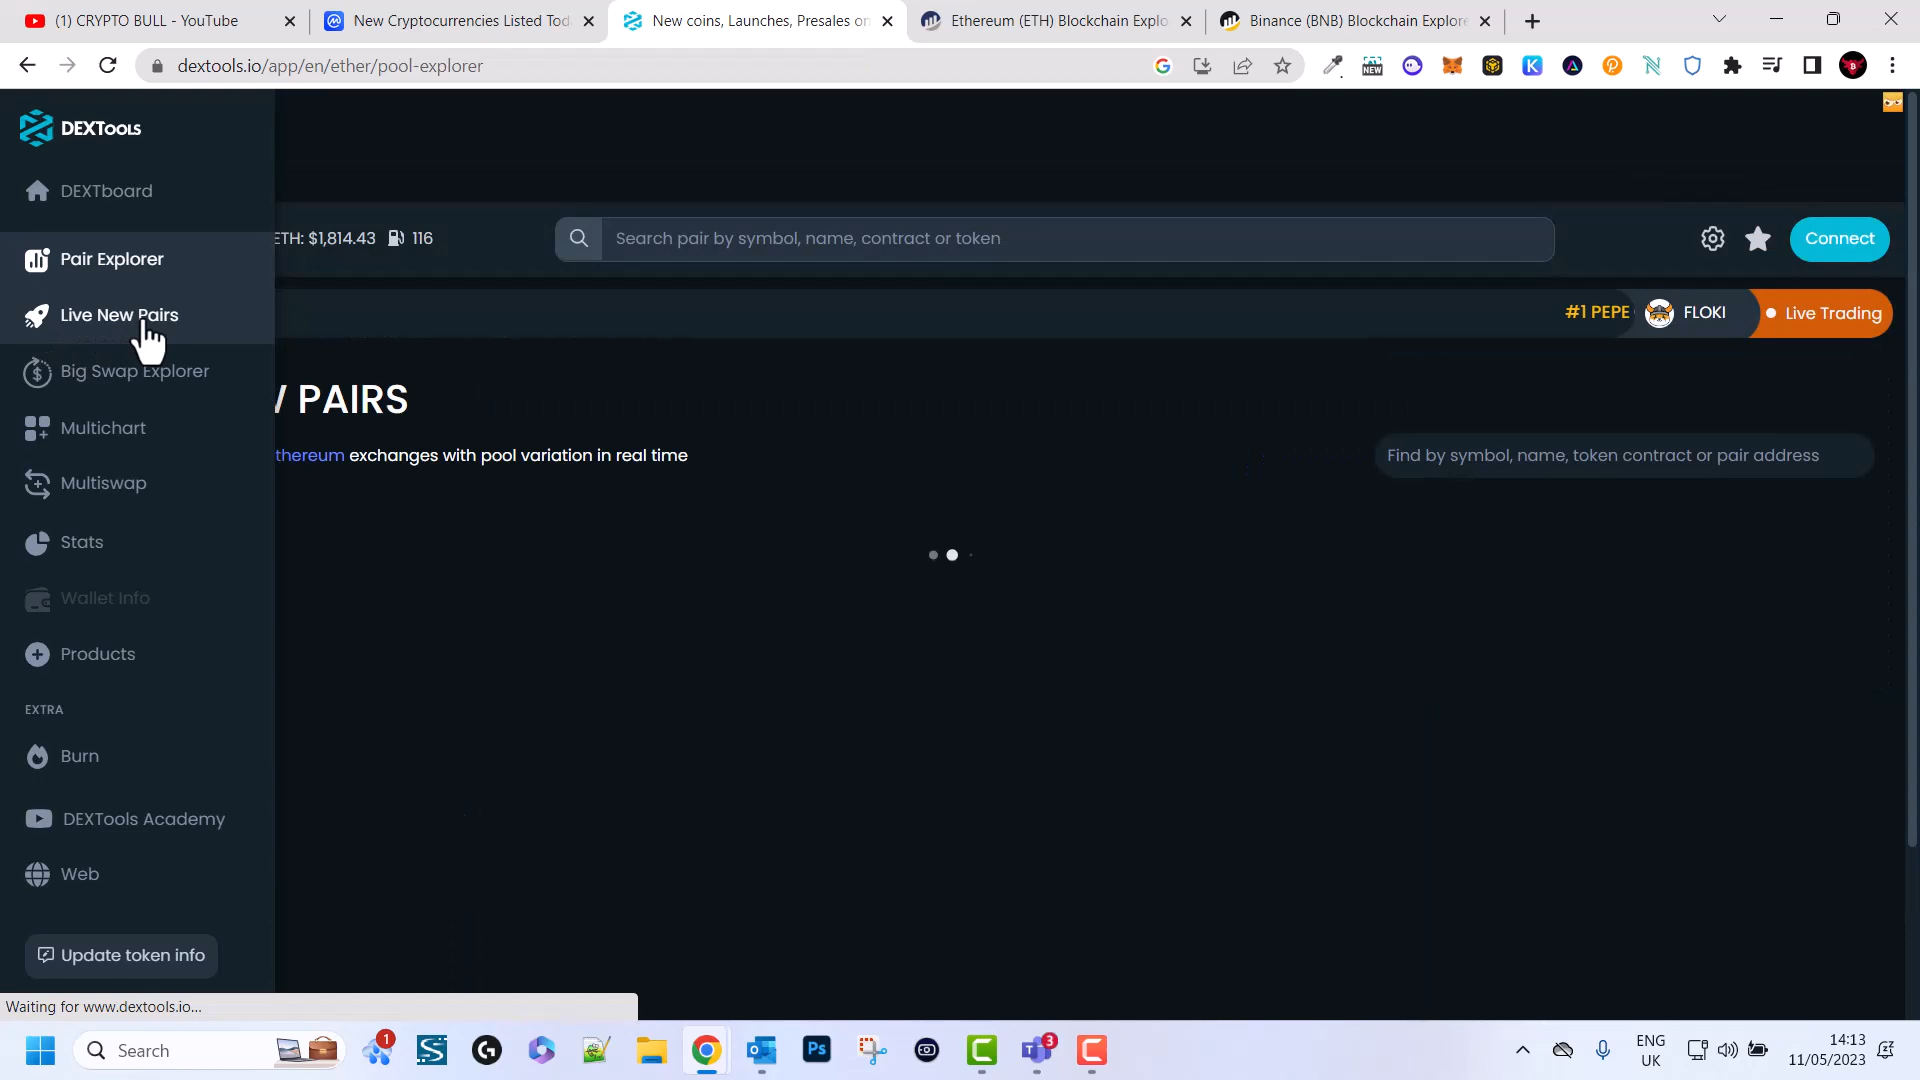 (1) CRYPTO BULL - YouTube
New Cryptocurrencies Listed Tod
New coins, Launches, Presales on
Ethereum (ETH) Blockchain Explo
Binance (BNB) Blockchain Explore
dextools.io/app/en/ether/pool-explorer
DEXTools
DEXTboard
Pair Explorer
Live New Pairs
Big Swap Explorer
Multichart
Multiswap
Stats
Wallet Info
Products
EXTRA
Burn
DEXTools Academy
Web
Update token info
ETH: $1,814.43 116
Search pair by symbol, name, contract or token
Connect
#1 PEPE FLOKI Live Trading
W PAIRS
thereum exchanges with pool variation in real time
Find by symbol, name, token contract or pair address
Waiting for www.dextools.io...
Search
1
Ps
3
ENG
UK
14:13
11/05/2023